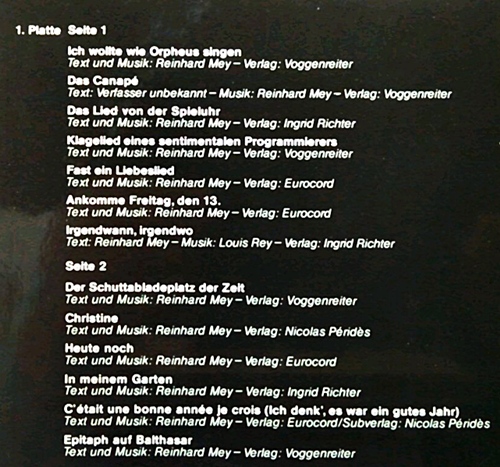 1. Platte Seite 1
Ich wollte wie Orpheus singen
Text und Musik: Reinhard Mey – Verlag: Voggenreiter
Das Canapé
Text: Verfasser unbekannt – Musik: Reinhard Mey – Verlag: Voggenreiter
Das Lied von der Spieluhr
Text und Musik: Reinhard Mey – Verlag: Ingrid Richter
Klagelied eines sentimentalen Programmierers
Text und Musik: Reinhard Mey – Verlag: Voggenreiter
Fast ein Liebeslied
Text und Musik: Reinhard Mey – Verlag: Eurocord
Ankomme Freitag, den 13.
Text und Musik: Reinhard Mey – Verlag: Eurocord
Irgendwann, irgendwo
Text: Reinhard Mey – Musik: Louis Rey – Verlag: Ingrid Richter
Seite 2
Der Schuttabladeplatz der Zeit
Text und Musik: Reinhard Mey – Verlag: Voggenreiter
Christine
Text und Musik: Reinhard Mey – Verlag: Nicolas Péridès
Heute noch
Text und Musik: Reinhard Mey – Verlag: Eurocord
In meinem Garten
Text und Musik: Reinhard Mey – Verlag: Ingrid Richter
C'était une bonne année je crois (Ich denk', es war ein gutes Jahr)
Text und Musik: Reinhard Mey – Verlag: Eurocord/Subverlag: Nicolas Péridès
Epitaph auf Balthasar
Text und Musik: Reinhard Mey – Verlag: Voggenreiter